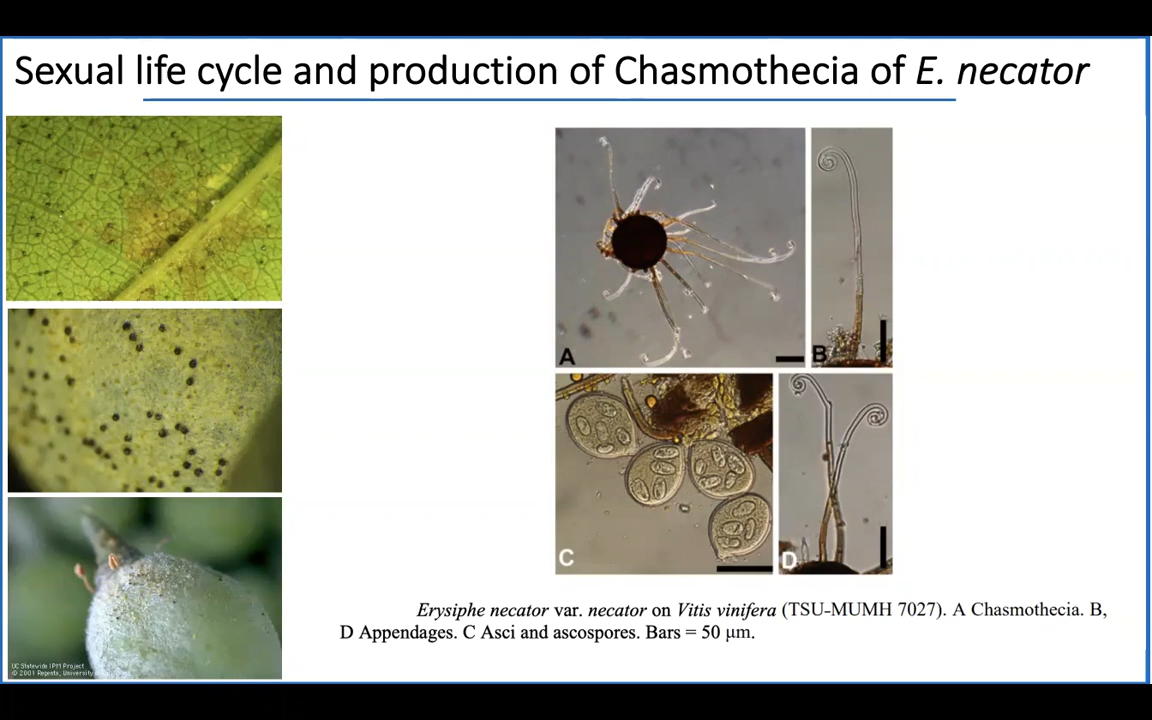 Sexual life cycle and production of Chasmothecia of E. necator
A
B
C
D
UC Statewide IPM Project
© 2001 Regents, University
Erysiphe necator var. necator on Vitis vinifera (TSU-MUMH 7027). A Chasmothecia. B,
D Appendages. C Asci and ascospores. Bars = 50 μm.